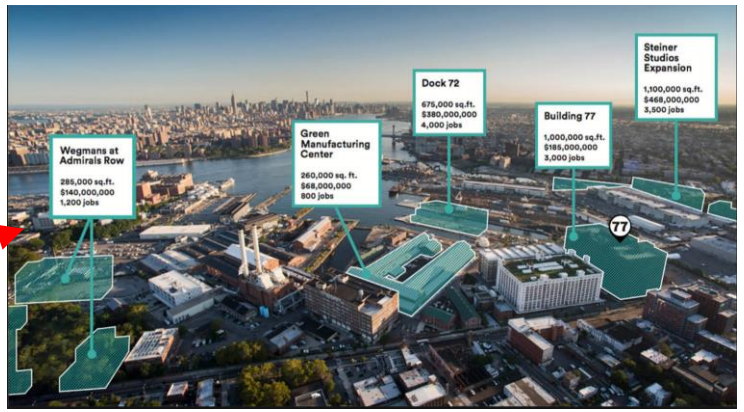 Wegmans at
Admirals Row
285,000 sq.ft.
$140,000,000
1,200 jobs
Green
Manufacturing
Center
260,000 sq.ft.
$68,000,000
800 jobs
Dock 72
675,000 sq.ft.
$380,000,000
4,000 jobs
Building 77
1,000,000 sq.ft.
$185,000,000
3,000 jobs
Steiner
Studios
Expansion
1,100,000 sq.ft.
$468,000,000
3,500 jobs
77